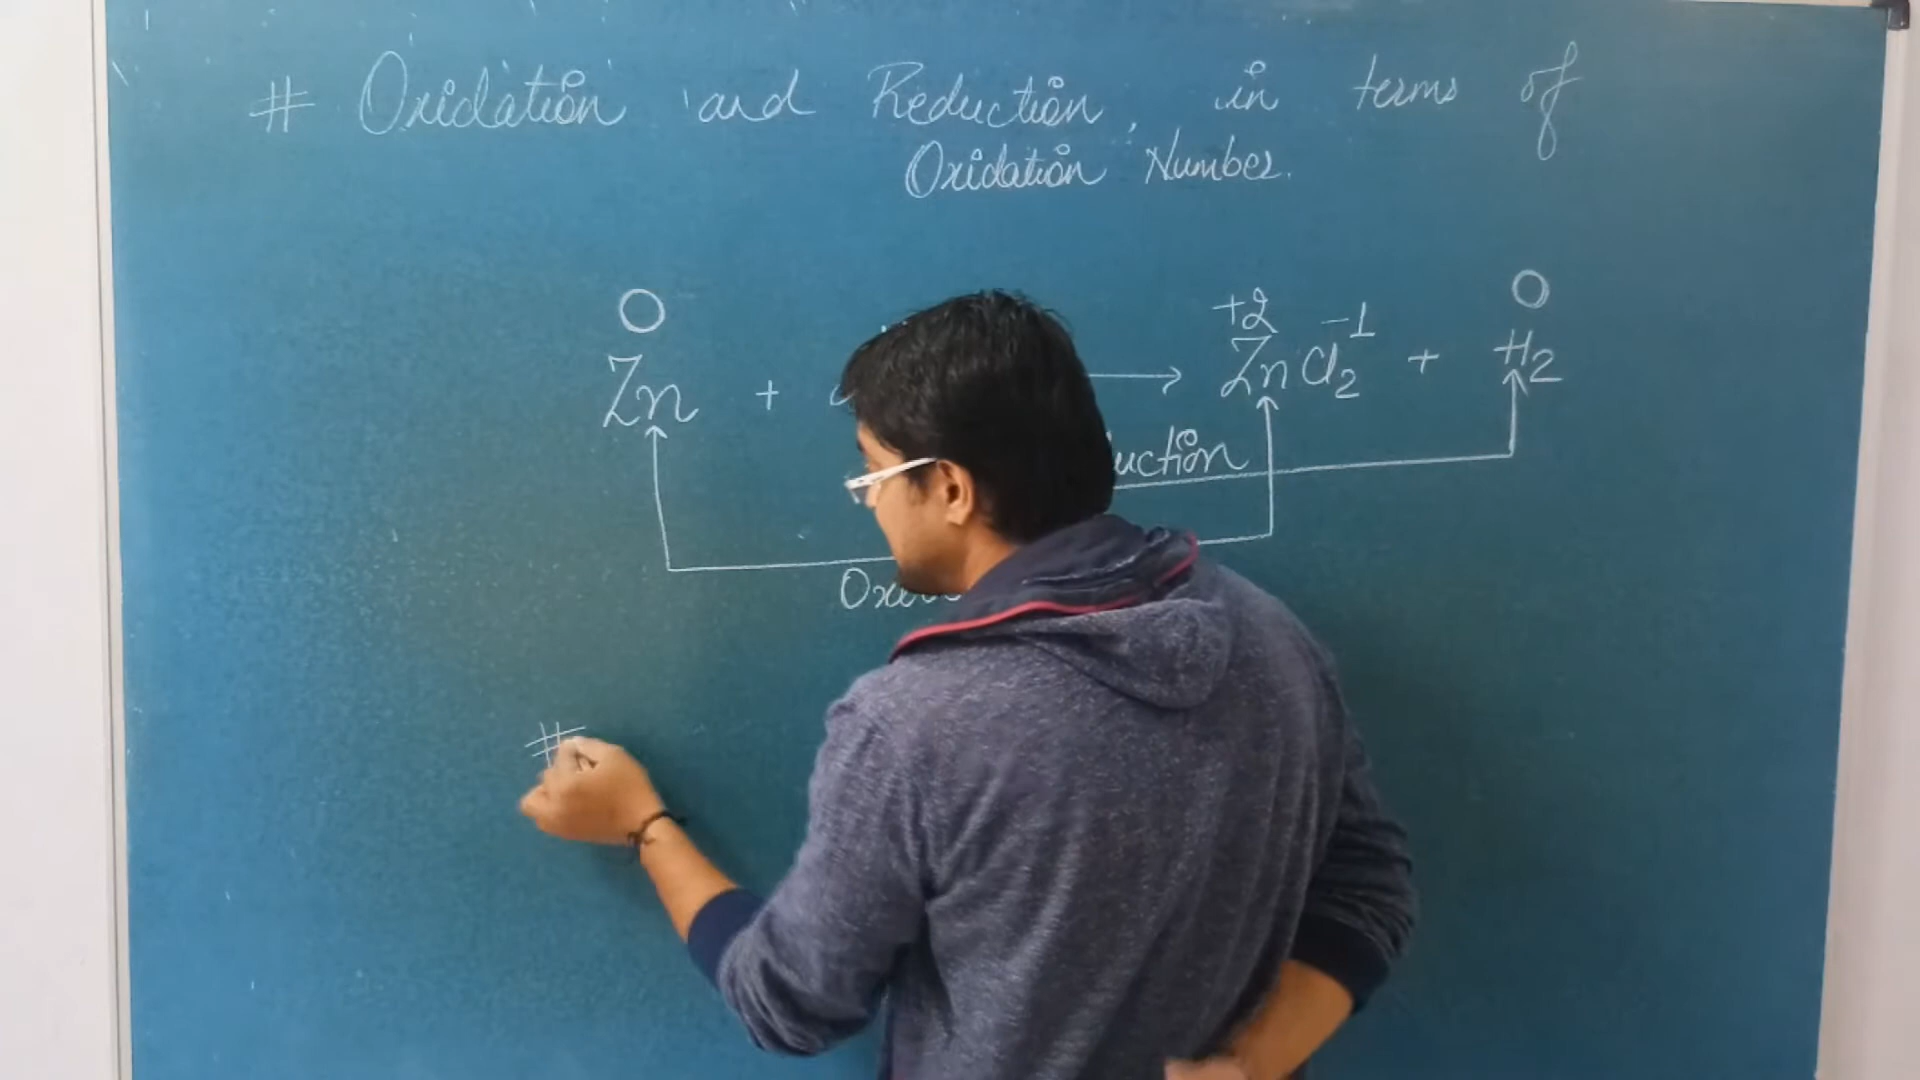 # Oxidation and Reduction, in terms of
Oxidation Number.
0 +2 -1 0
Zn + → ZnCl2 + H2
uction
Oxi
#